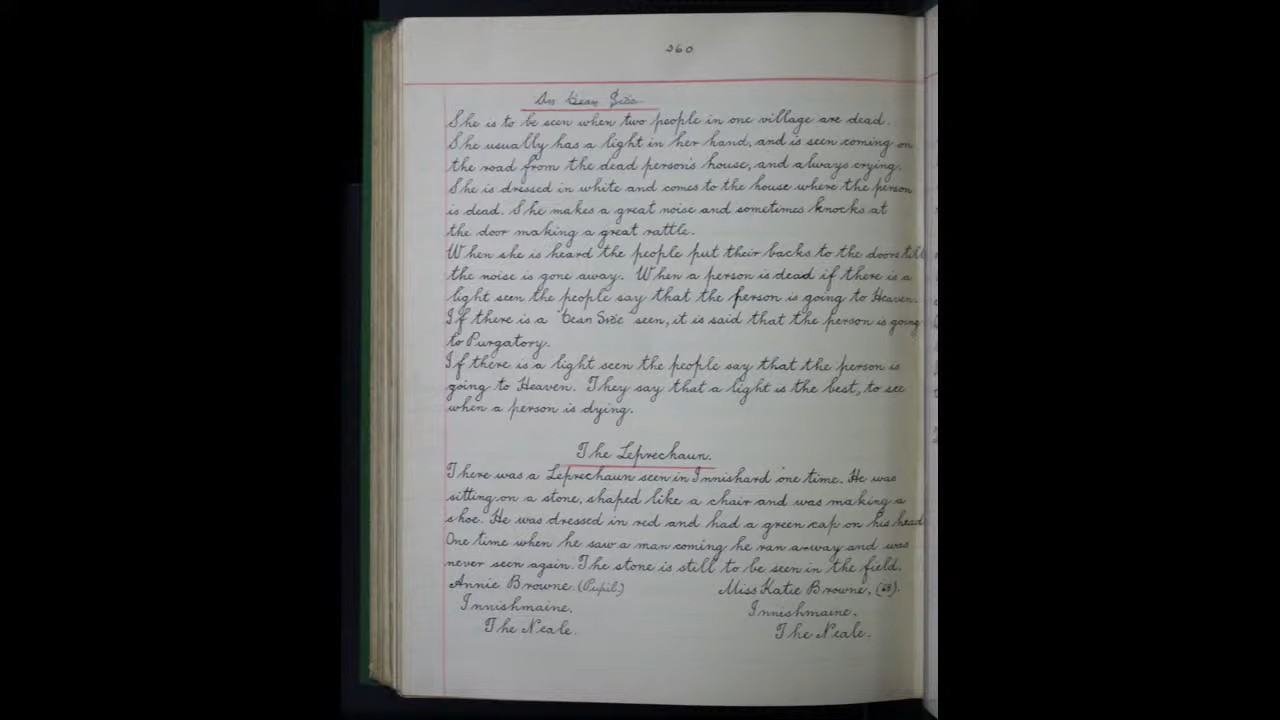 260
An bean Side
She is to be seen when two people in one village are dead.
She usually has a light in her hand, and is seen coming on
the road from the dead person's house, and always crying.
She is dressed in white and comes to the house where the person
is dead. She makes a great noise and sometimes knocks at
the door making a great rattle.
When she is heard the people put their backs to the doors till
the noise is gone away. When a person is dead if there is a
light seen the people say that the person is going to Heaven.
If there is a "bean Side" seen, it is said that the person is going
to Purgatory.
If there is a light seen the people say that the person is
going to Heaven. They say that a light is the best, to see
when a person is dying.
The Leprechaun.
There was a Leprechaun seen in Innishard one time. He was
sitting on a stone, shaped like a chair and was making a
shoe. He was dressed in red and had a green cap on his head
One time when he saw a man coming he ran a-way and was
never seen again. The stone is still to be seen in the field.
Annie Browne. (Pupil.) Miss Katie Browne,
Innishmaine, Innishmaine,
The Neale. The Neale.